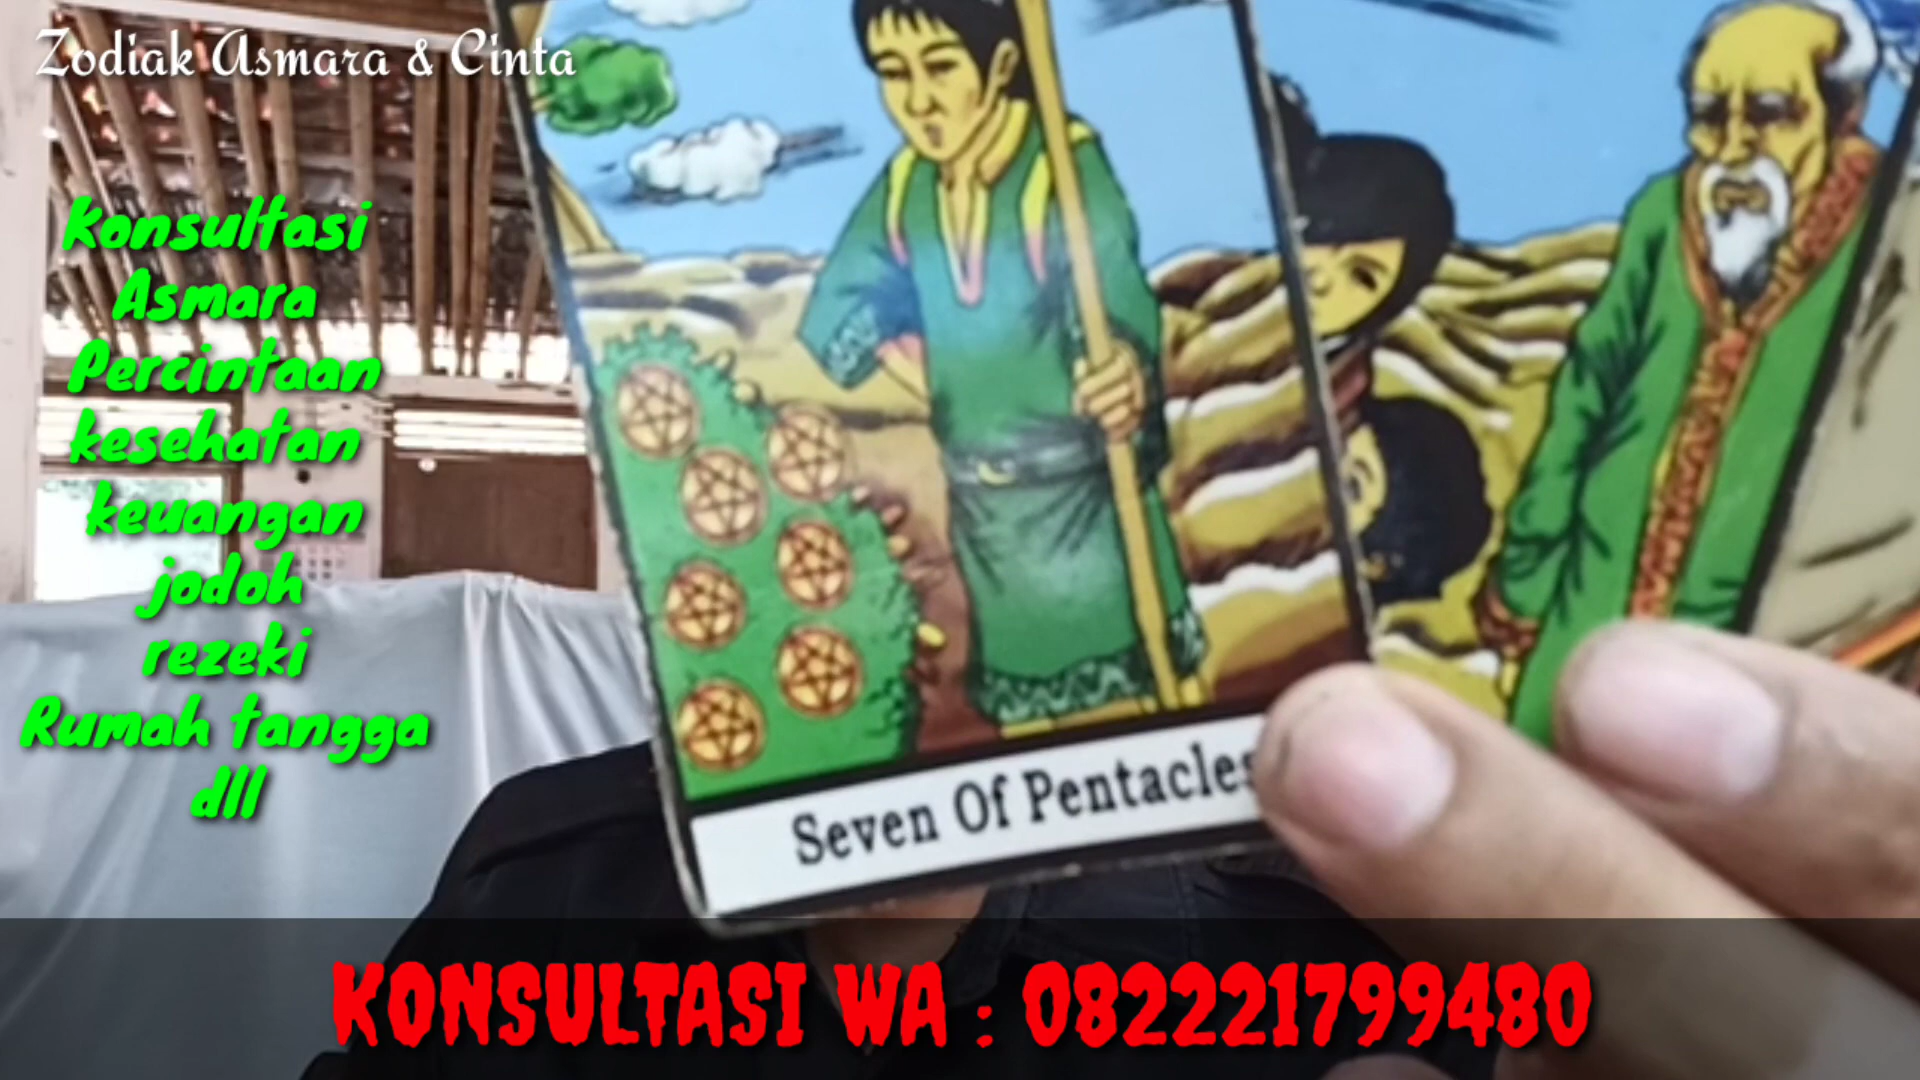 Zodiak Asmara & Cinta
Konsultasi
Asmara
Percintaan
kesehatan
keuangan
jodoh
rezeki
Rumah tangga
dll
Seven Of Pentacles
KONSULTASI WA : 082221799480